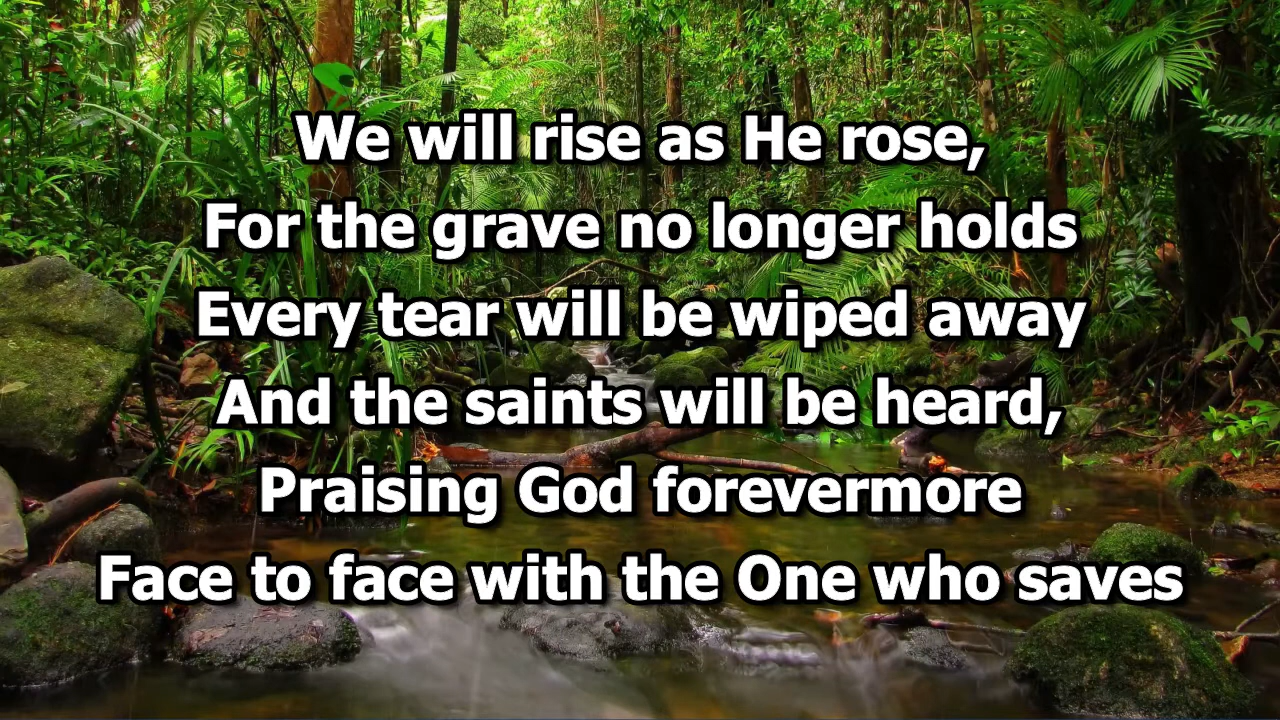 We will rise as He rose,
For the grave no longer holds
Every tear will be wiped away
And the saints will be heard,
Praising God forevermore
Face to face with the One who saves